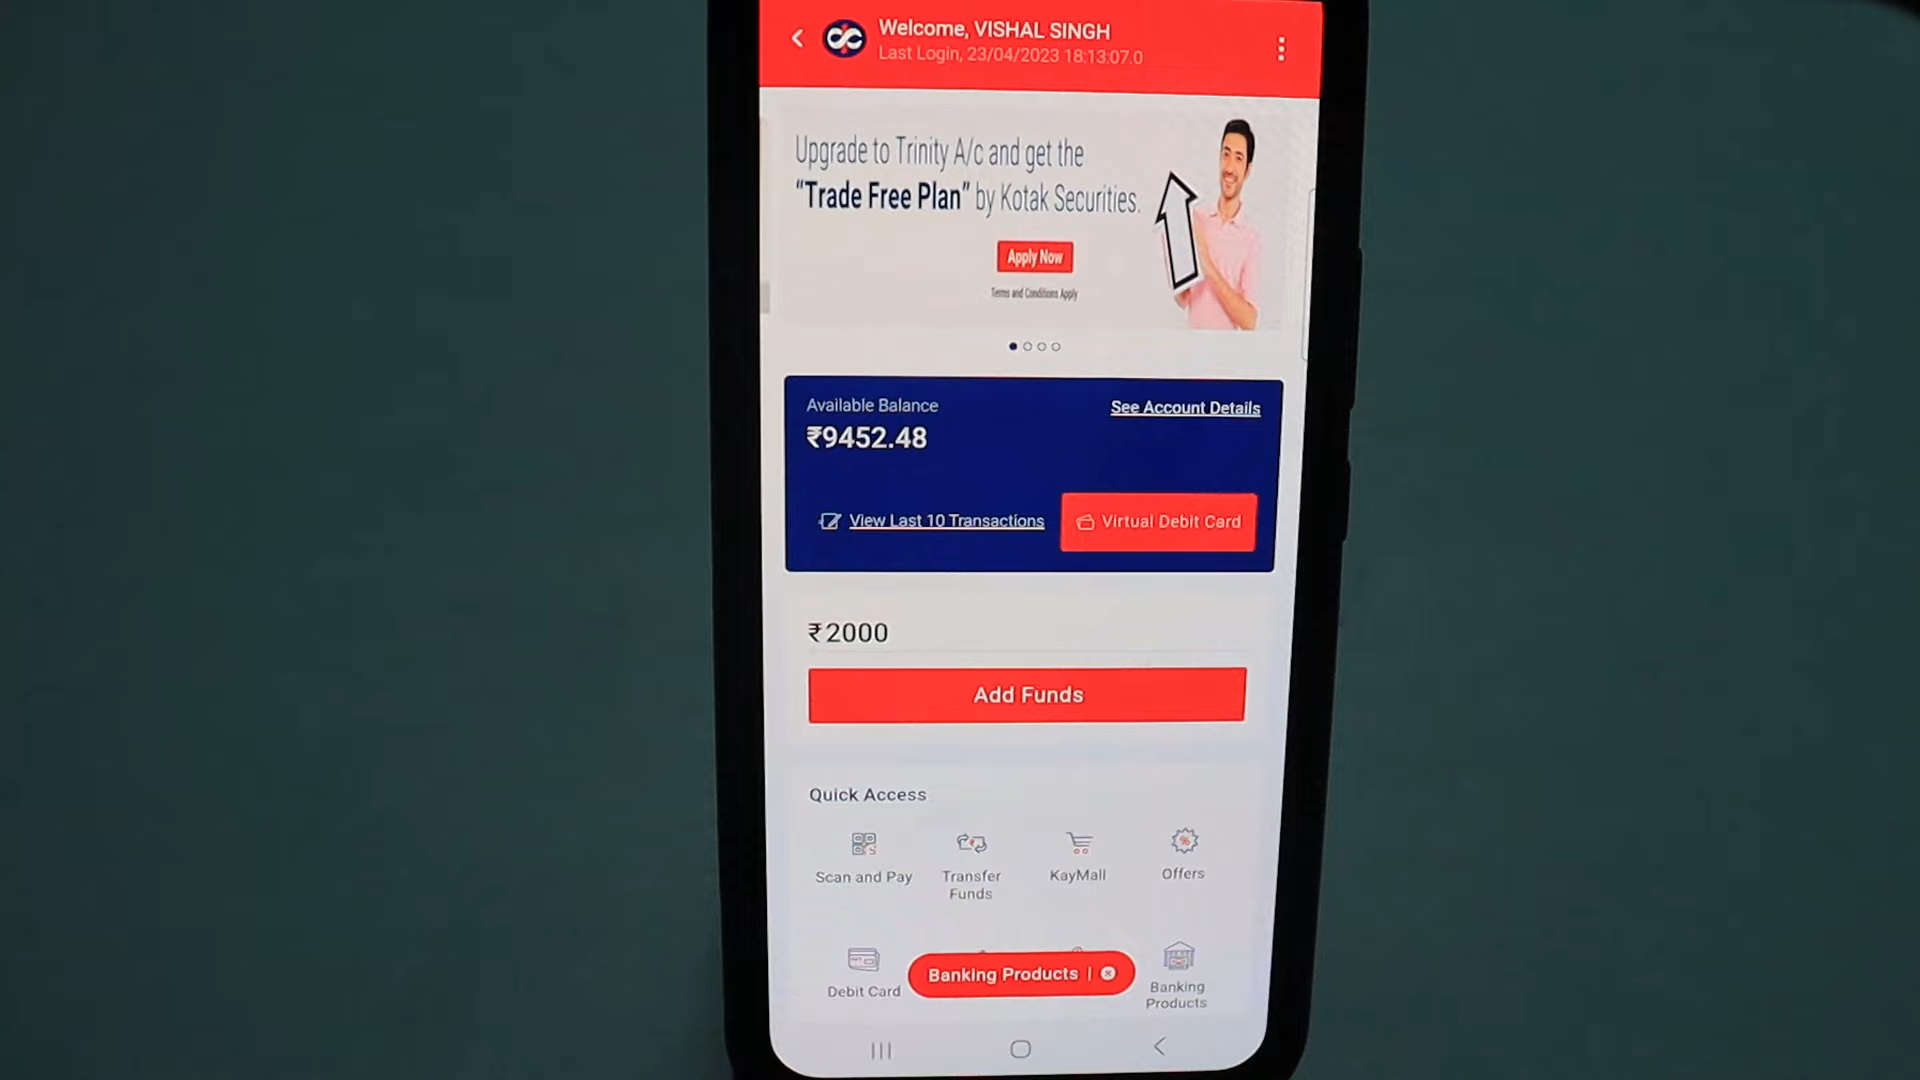 Welcome, VISHAL SINGH
Last Login, 23/04/2023 18:13:07.0
Upgrade to Trinity A/c and get the
“Trade Free Plan” by Kotak Securities.
Apply Now
Terms and Conditions Apply
Available Balance
See Account Details
₹9452.48
View Last 10 Transactions
Virtual Debit Card
₹2000
Add Funds
Quick Access
Scan and Pay
Transfer
Funds
KayMall
Offers
Debit Card
Banking Products
Banking
Products